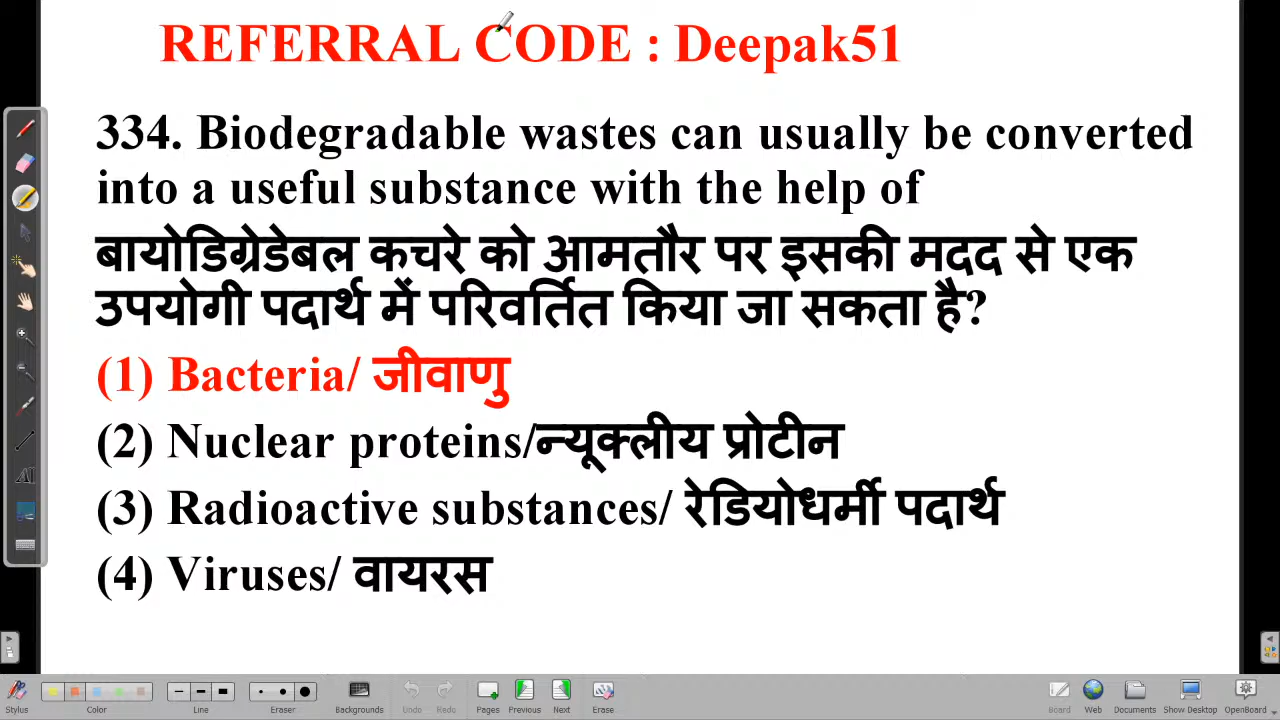 REFERRAL CODE : Deepak51
334. Biodegradable wastes can usually be converted
into a useful substance with the help of
बायोडिग्रेडेबल कचरे को आमतौर पर इसकी मदद से एक
उपयोगी पदार्थ में परिवर्तित किया जा सकता है?
(1) Bacteria/ जीवाणु
(2) Nuclear proteins/न्यूक्लीय प्रोटीन
(3) Radioactive substances/ रेडियोधर्मी पदार्थ
(4) Viruses/ वायरस
Stylus Color Line Eraser Backgrounds Undo Redo Pages Previous Next Erase Board Web Documents Show Desktop OpenBoard